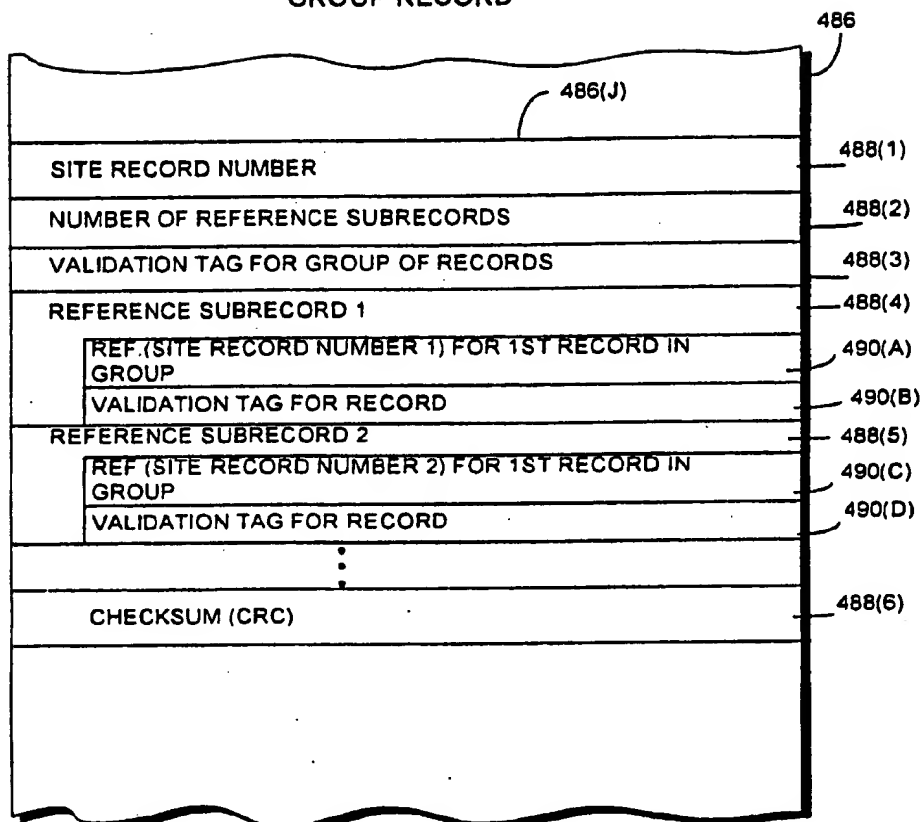 GROUP RECORD
486
486(J)
SITE RECORD NUMBER
488(1)
NUMBER OF REFERENCE SUBRECORDS
488(2)
VALIDATION TAG FOR GROUP OF RECORDS
488(3)
REFERENCE SUBRECORD 1
488(4)
REF.(SITE RECORD NUMBER 1) FOR 1ST RECORD IN
GROUP
490(A)
VALIDATION TAG FOR RECORD
490(B)
REFERENCE SUBRECORD 2
488(5)
REF (SITE RECORD NUMBER 2) FOR 1ST RECORD IN
GROUP
490(C)
VALIDATION TAG FOR RECORD
490(D)
CHECKSUM (CRC)
488(6)